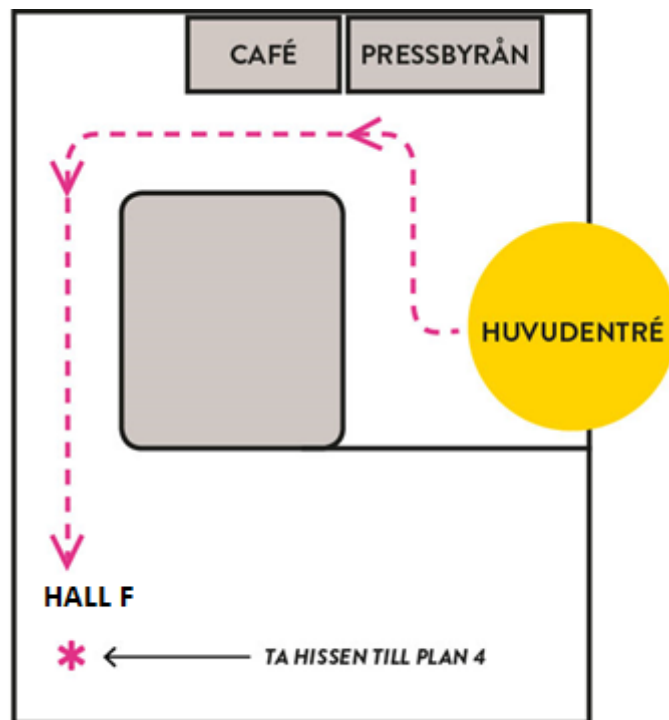 CAFÉ
PRESSBYRÅN
HUVUDENTRÉ
HALL F
TA HISSEN TILL PLAN 4